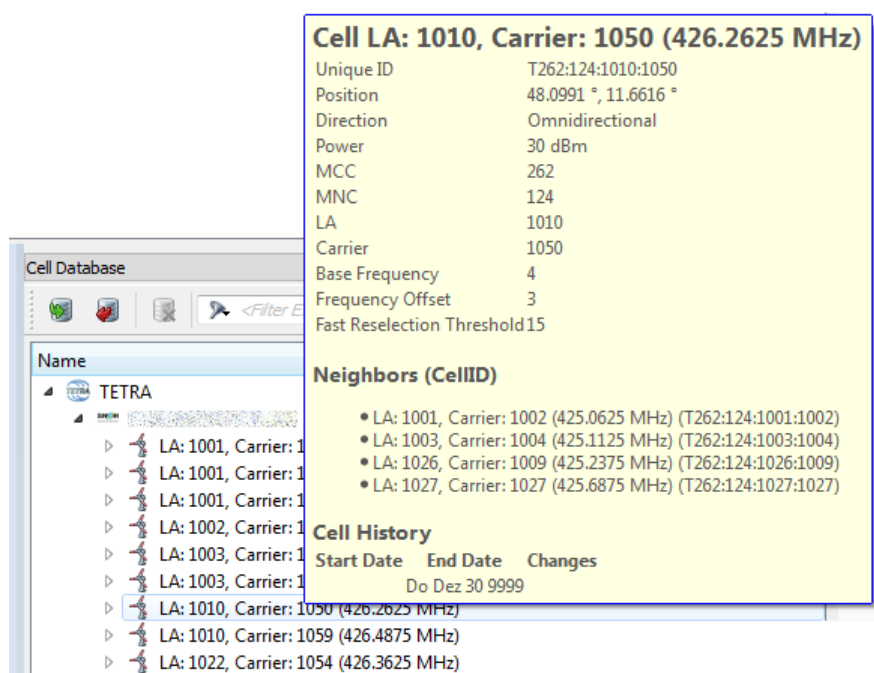 Cell LA: 1010, Carrier: 1050 (426.2625 MHz)
Unique ID T262:124:1010:1050
Position 48.0991 °, 11.6616 °
Direction Omnidirectional
Power 30 dBm
MCC 262
MNC 124
LA 1010
Carrier 1050
Base Frequency 4
Frequency Offset 3
Fast Reselection Threshold 15
Neighbors (CellID)
LA: 1001, Carrier: 1002 (425.0625 MHz) (T262:124:1001:1002)
LA: 1003, Carrier: 1004 (425.1125 MHz) (T262:124:1003:1004)
LA: 1026, Carrier: 1009 (425.2375 MHz) (T262:124:1026:1009)
LA: 1027, Carrier: 1027 (425.6875 MHz) (T262:124:1027:1027)
Cell History
Start Date End Date Changes
Do Dez 30 9999
Cell Database
<Filter E
Name
TETRA
LA: 1001, Carrier: 1
LA: 1001, Carrier: 1
LA: 1001, Carrier: 1
LA: 1002, Carrier: 1
LA: 1003, Carrier: 1
LA: 1003, Carrier: 1
LA: 1010, Carrier: 1050 (426.2625 MHz)
LA: 1010, Carrier: 1059 (426.4875 MHz)
LA: 1022, Carrier: 1054 (426.3625 MHz)